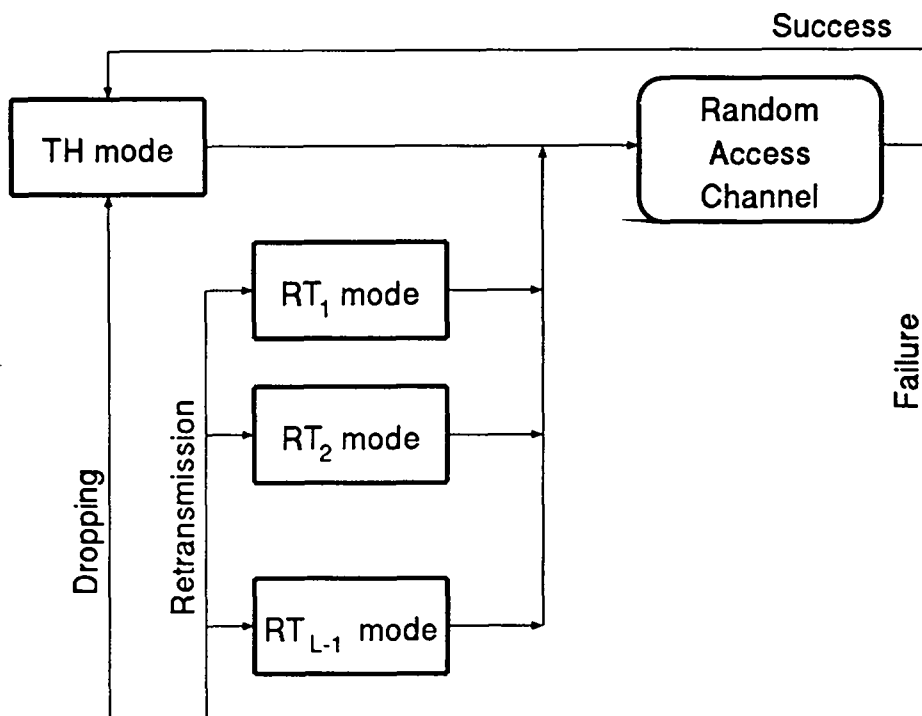 Success
TH mode
Random
Access
Channel
RT1 mode
RT2 mode
RTL-1 mode
Dropping
Retransmission
Failure